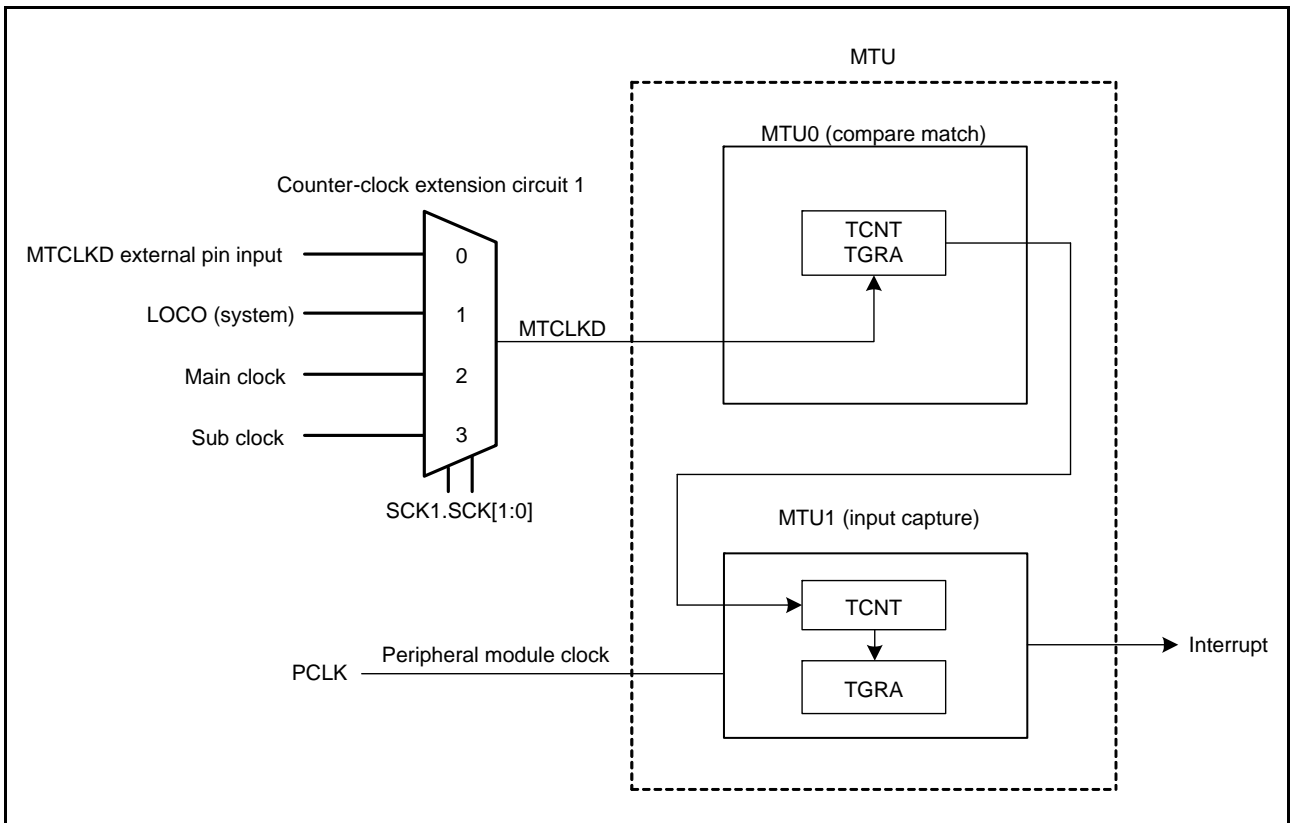 MTU
MTU0 (compare match)
Counter-clock extension circuit 1
TCNT
TGRA
MTCLKD external pin input
0
LOCO (system)
1
MTCLKD
Main clock
2
Sub clock
3
SCK1.SCK[1:0]
MTU1 (input capture)
TCNT
Peripheral module clock
Interrupt
PCLK
TGRA